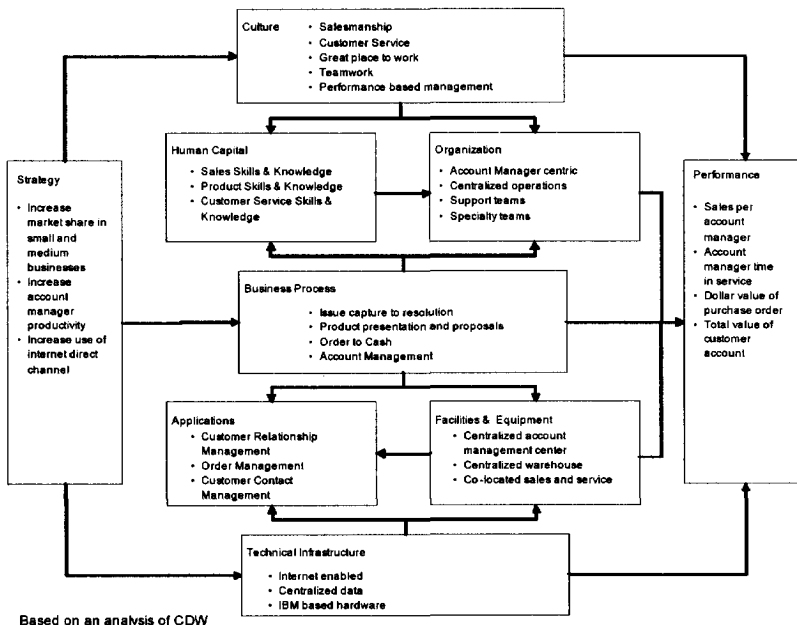 Culture
• Salesmanship
• Customer Service
• Great place to work
• Teamwork
• Performance based management
Human Capital
• Sales Skills & Knowledge
• Product Skills & Knowledge
• Customer Service Skills &
Knowledge
Organization
• Account Manager centric
• Centralized operations
• Support teams
• Specialty teams
Strategy
• Increase
market share in
small and
medium
businesses
• Increase
account
manager
productivity
• Increase use of
internet direct
channel
Performance
• Sales per
account
manager
• Account
manager time
in service
• Dollar value of
purchase order
• Total value of
customer
account
Business Process
• Issue capture to resolution
• Product presentation and proposals
• Order to Cash
• Account Management
Applications
• Customer Relationship
Management
• Order Management
• Customer Contact
Management
Facilities & Equipment
• Centralized account
management center
• Centralized warehouse
• Co-located sales and service
Technical Infrastructure
• Internet enabled
• Centralized data
• IBM based hardware
Based on an analysis of CDW